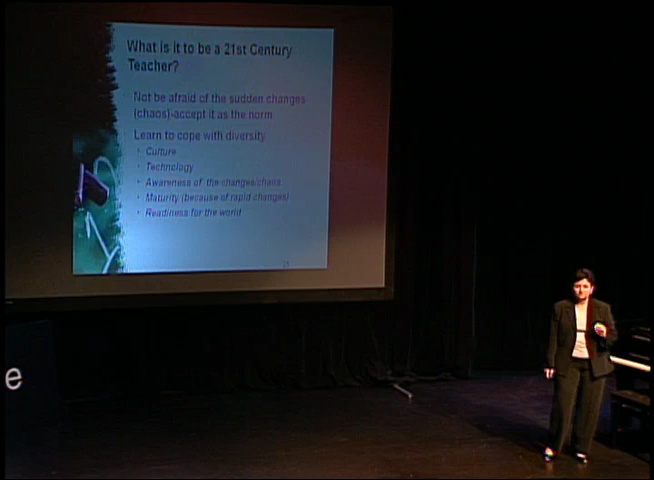 What is it to be a 21st Century
Teacher?
Not be afraid of the sudden changes
(chaos)-accept it as the norm
Learn to cope with diversity
Culture
Technology
Awareness of the changes/chaos
Maturity (because of rapid changes)
Readiness for the world
e